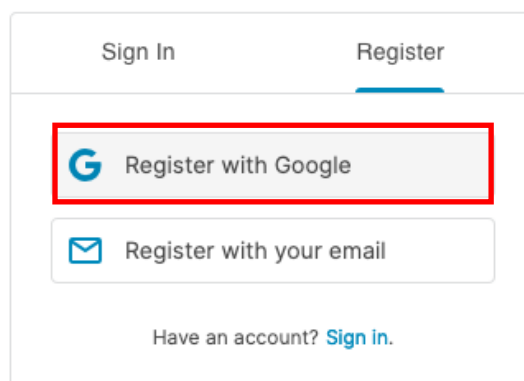 Sign In Register
Register with Google
Register with your email
Have an account? Sign in.